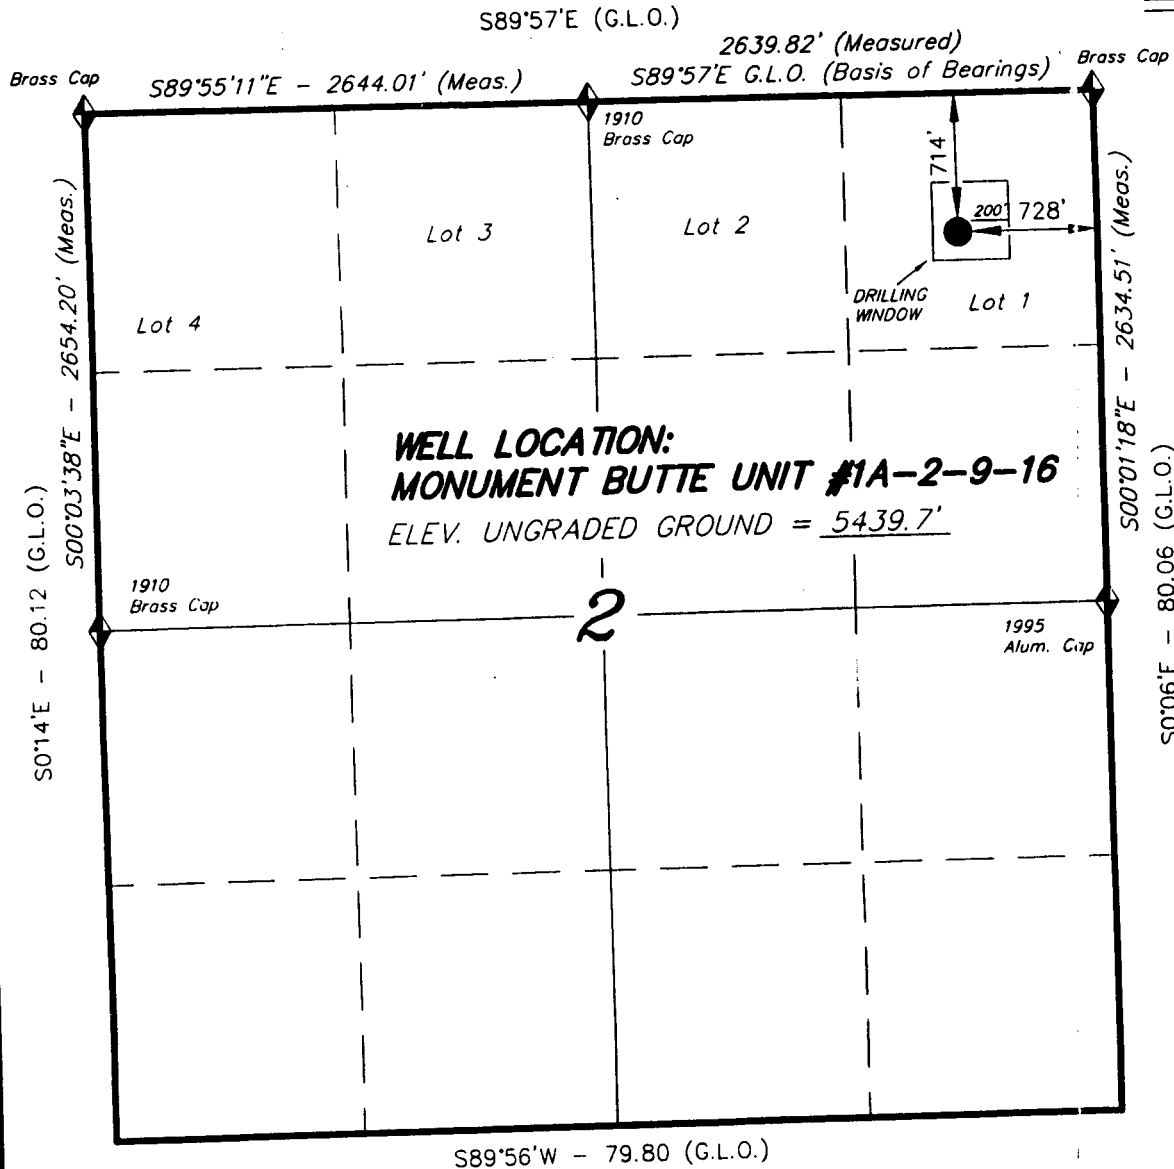 S89°57'E (G.L.O.)
2639.82' (Measured)
Brass Cap
S89°55'11"E - 2644.01' (Meas.)
S89°57'E G.L.O. (Basis of Bearings)
Brass Cap
1910
Brass Cap
714'
200'
728'
Lot 3
Lot 2
DRILLING
WINDOW
Lot 1
Lot 4
S00°03'38"E - 2654.20' (Meas.)
S00°01'18"E - 2634.51' (Meas.)
WELL LOCATION:
MONUMENT BUTTE UNIT #1A-2-9-16
ELEV. UNGRADED GROUND = 5439.7'
S0°14'E - 80.12 (G.L.O.)
S0°06'E - 80.06 (G.L.O.)
1910
Brass Cap
2
1995
Alum. Cap
S89°56'W - 79.80 (G.L.O.)